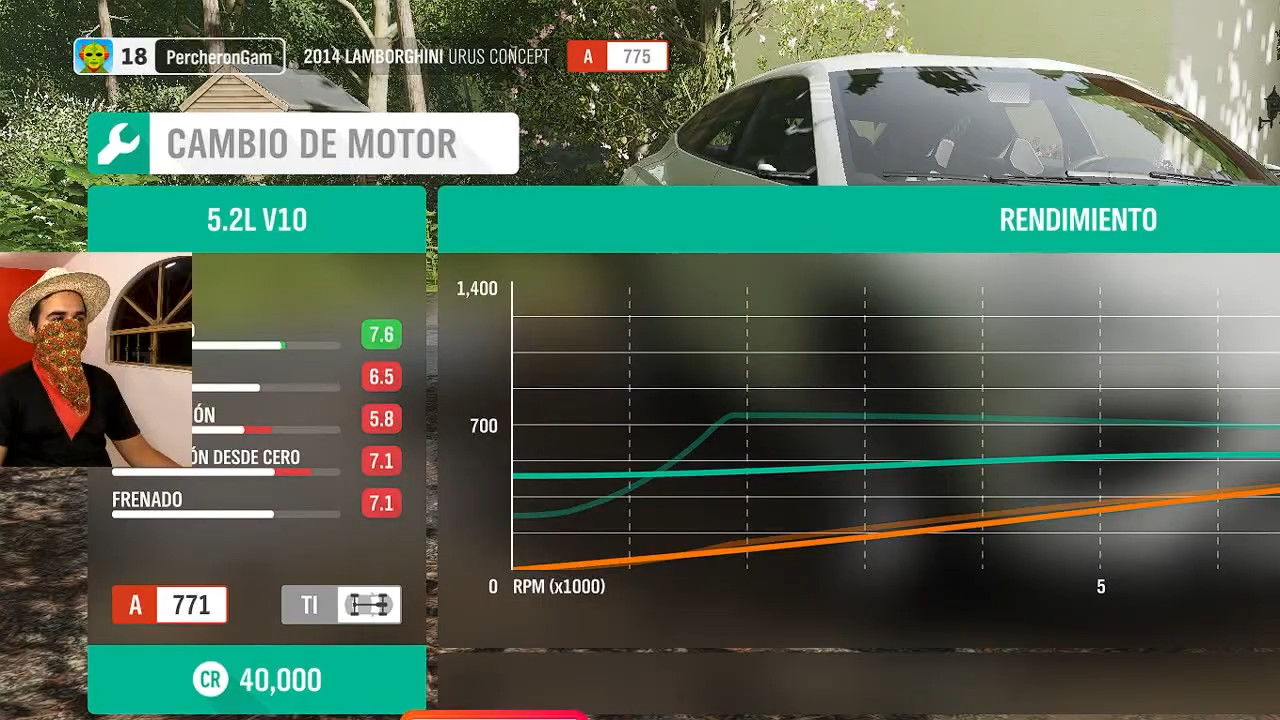 18 PercheronGam 2014 LAMBORGHINI URUS CONCEPT A 775
CAMBIO DE MOTOR
5.2L V10
RENDIMIENTO
1,400
7.6
6.5
ÓN 5.8
700
ÓN DESDE CERO 7.1
FRENADO 7.1
0 RPM (x1000) 5
A 771 TI
CR 40,000